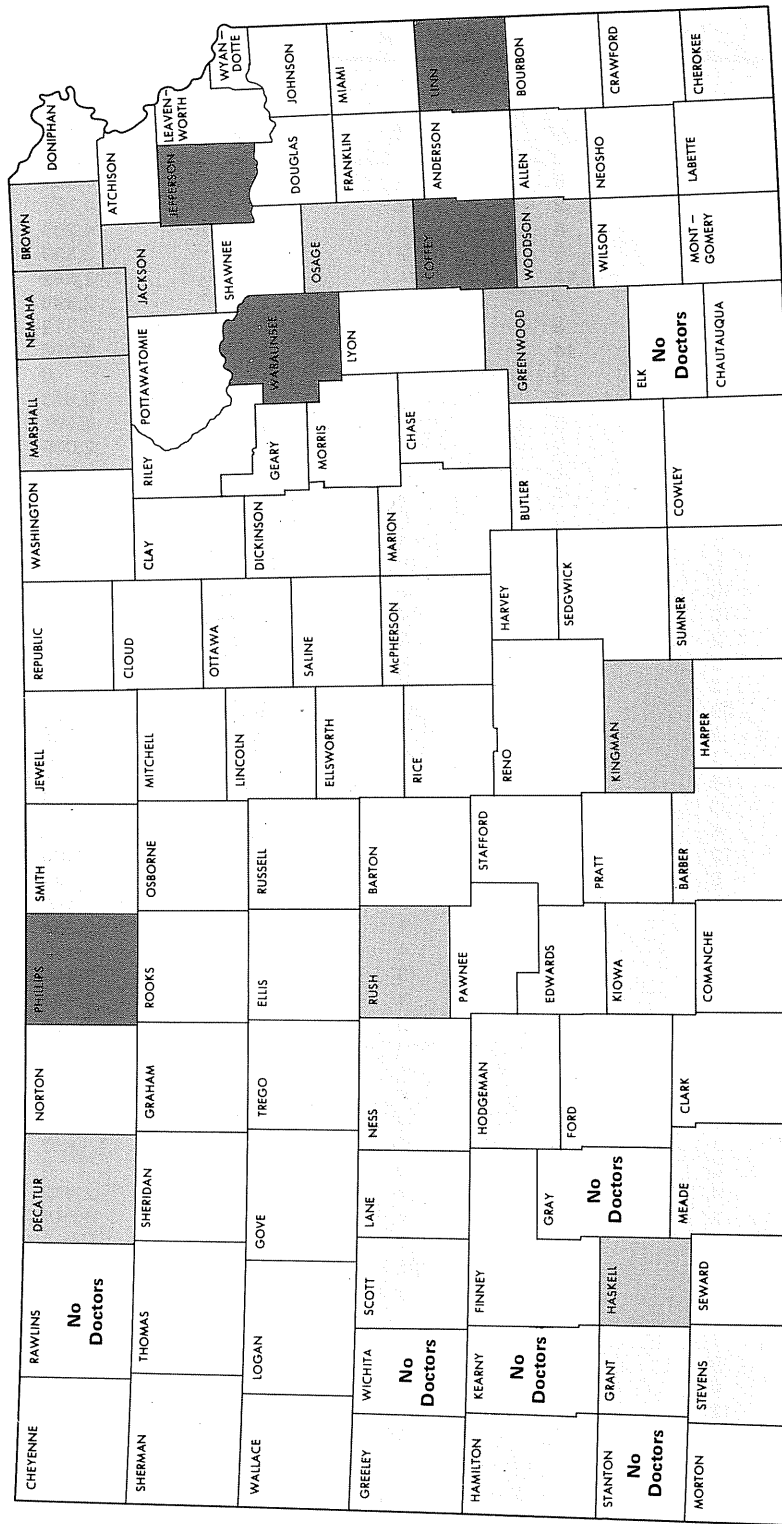 CHEYENNE
RAWLINS
No
Doctors
DECATUR
NORTON
PHILLIPS
SMITH
JEWELL
REPUBLIC
WASHINGTON
MARSHALL
NEMAHA
BROWN
DONIPHAN
SHERMAN
THOMAS
SHERIDAN
GRAHAM
ROOKS
OSBORNE
MITCHELL
CLOUD
CLAY
RILEY
POTTAWATOMIE
JACKSON
ATCHISON
JEFFERSON
LEAVEN-
WORTH
WYAN-
DOTTE
WALLACE
LOGAN
GOVE
TREGO
ELLIS
RUSSELL
LINCOLN
OTTAWA
DICKINSON
GEARY
WABAUNSEE
SHAWNEE
DOUGLAS
JOHNSON
GREELEY
WICHITA
No
Doctors
SCOTT
LANE
NESS
RUSH
BARTON
ELLSWORTH
SALINE
MORRIS
LYON
OSAGE
FRANKLIN
MIAMI
HAMILTON
KEARNY
No
Doctors
FINNEY
HODGEMAN
PAWNEE
STAFFORD
RICE
McPHERSON
MARION
CHASE
COFFEY
ANDERSON
LINN
STANTON
No
Doctors
GRANT
HASKELL
GRAY
No
Doctors
FORD
EDWARDS
KIOWA
PRATT
RENO
HARVEY
SEDGWICK
BUTLER
GREENWOOD
WOODSON
ALLEN
BOURBON
MORTON
STEVENS
SEWARD
MEADE
CLARK
COMANCHE
BARBER
KINGMAN
HARPER
SUMNER
COWLEY
ELK
No
Doctors
CHAUTAUQUA
WILSON
MONT-
GOMERY
NEOSHO
LABETTE
CRAWFORD
CHEROKEE